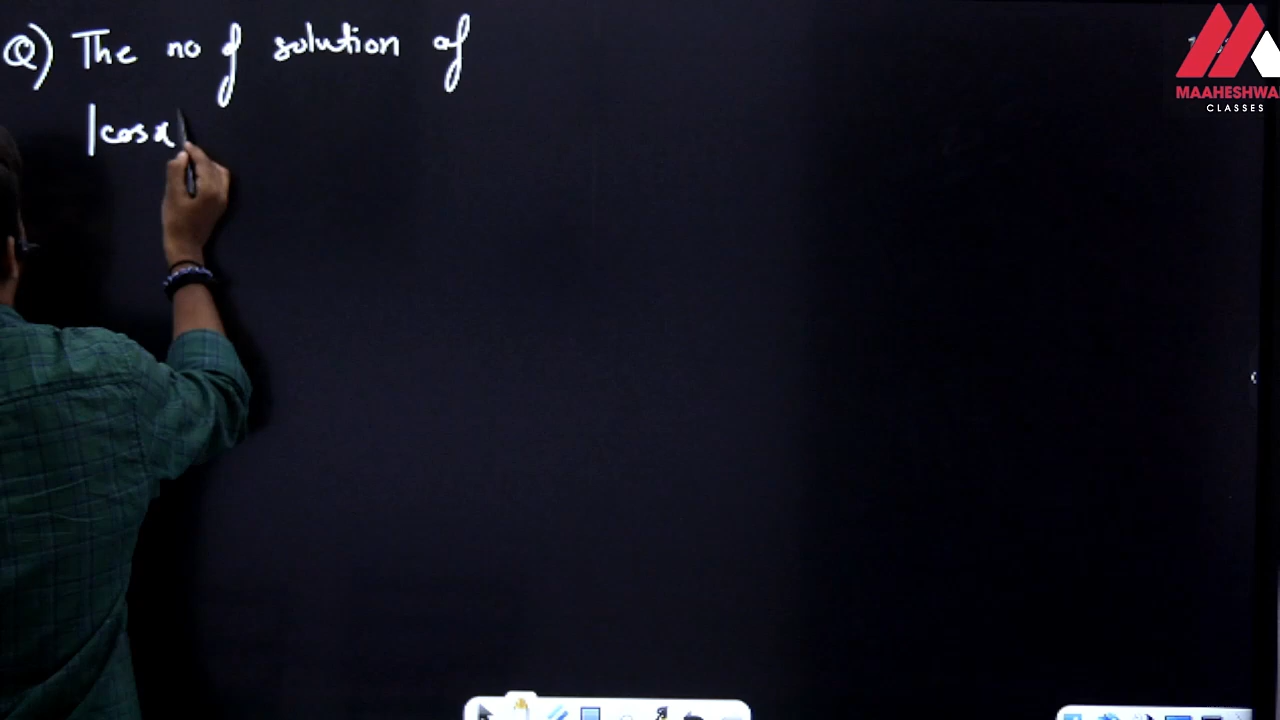 Q) The no of solution of
|cos x|
MAAHESHWA
CLASSES